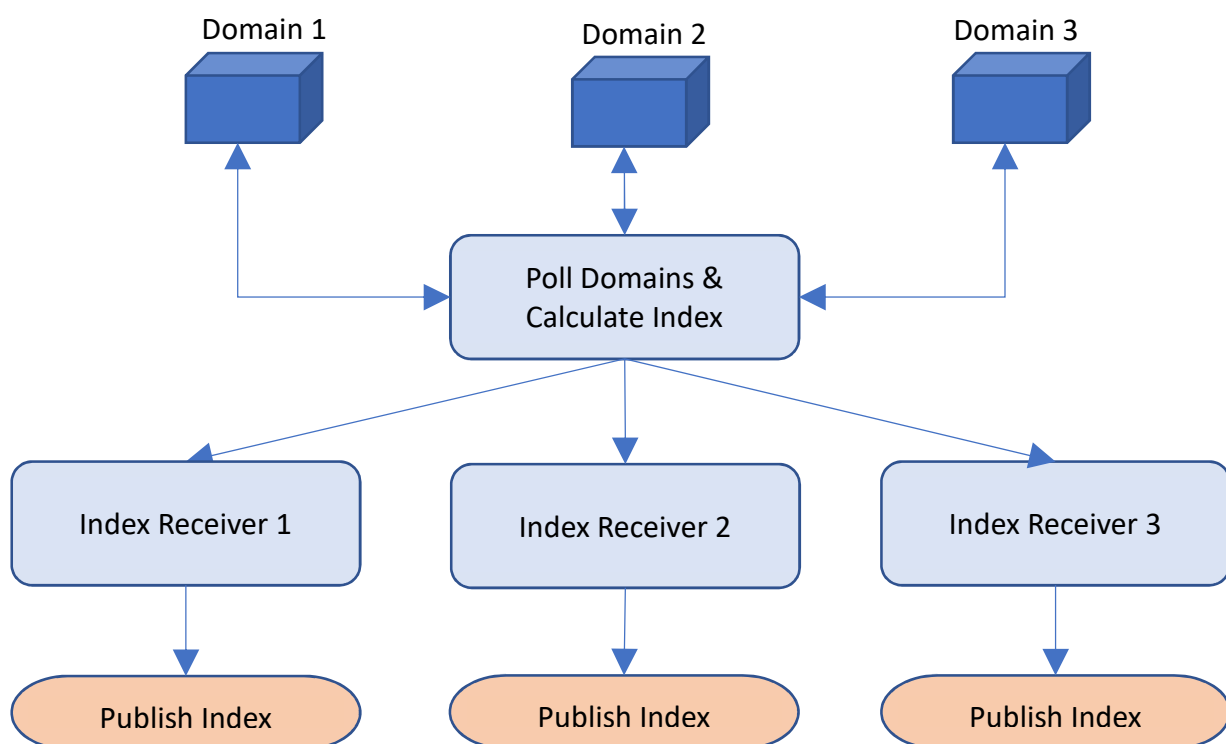 Domain 1
Domain 2
Domain 3
Poll Domains &
Calculate Index
Index Receiver 1
Index Receiver 2
Index Receiver 3
Publish Index
Publish Index
Publish Index